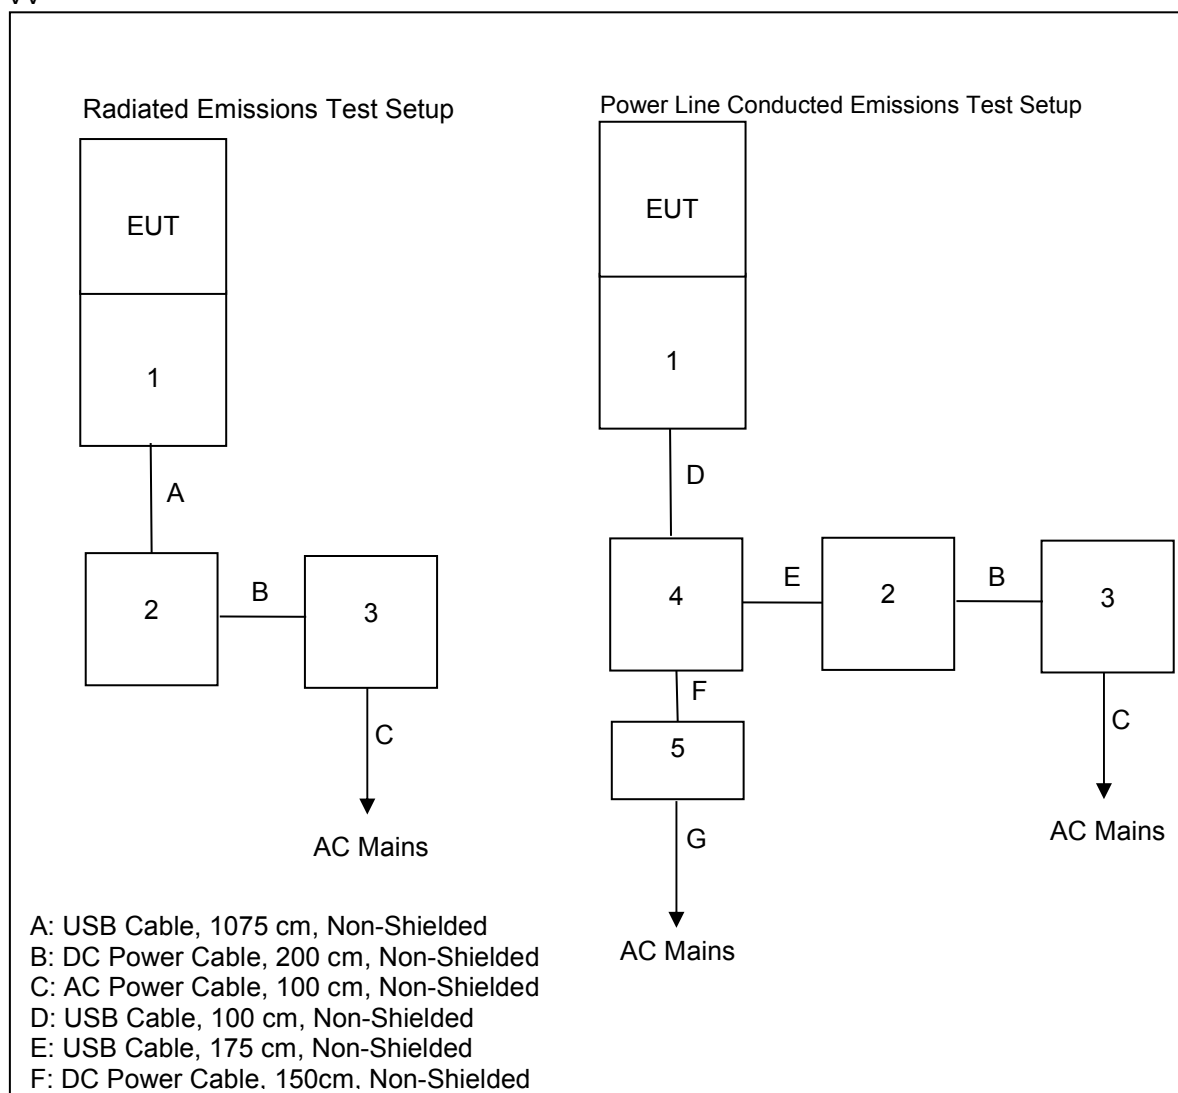 Radiated Emissions Test Setup
EUT
1
A
2
B
3
C
AC Mains
Power Line Conducted Emissions Test Setup
EUT
1
D
4
E
2
B
3
F
C
5
G
AC Mains
AC Mains
A: USB Cable, 1075 cm, Non-Shielded
B: DC Power Cable, 200 cm, Non-Shielded
C: AC Power Cable, 100 cm, Non-Shielded
D: USB Cable, 100 cm, Non-Shielded
E: USB Cable, 175 cm, Non-Shielded
F: DC Power Cable, 150cm, Non-Shielded